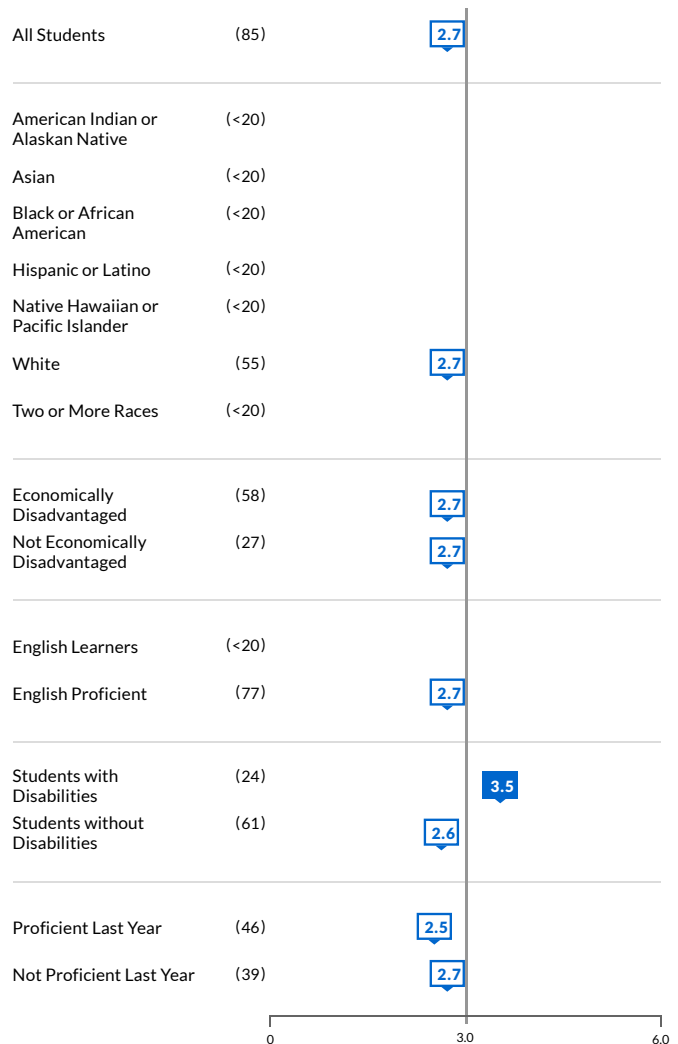 All Students (85) 2.7
American Indian or (<20)
Alaskan Native
Asian (<20)
Black or African (<20)
American
Hispanic or Latino (<20)
Native Hawaiian or (<20)
Pacific Islander
White (55) 2.7
Two or More Races (<20)
Economically (58) 2.7
Disadvantaged
Not Economically (27) 2.7
Disadvantaged
English Learners (<20)
English Proficient (77) 2.7
Students with (24) 3.5
Disabilities
Students without (61) 2.6
Disabilities
Proficient Last Year (46) 2.5
Not Proficient Last Year (39) 2.7
0 3.0 6.0